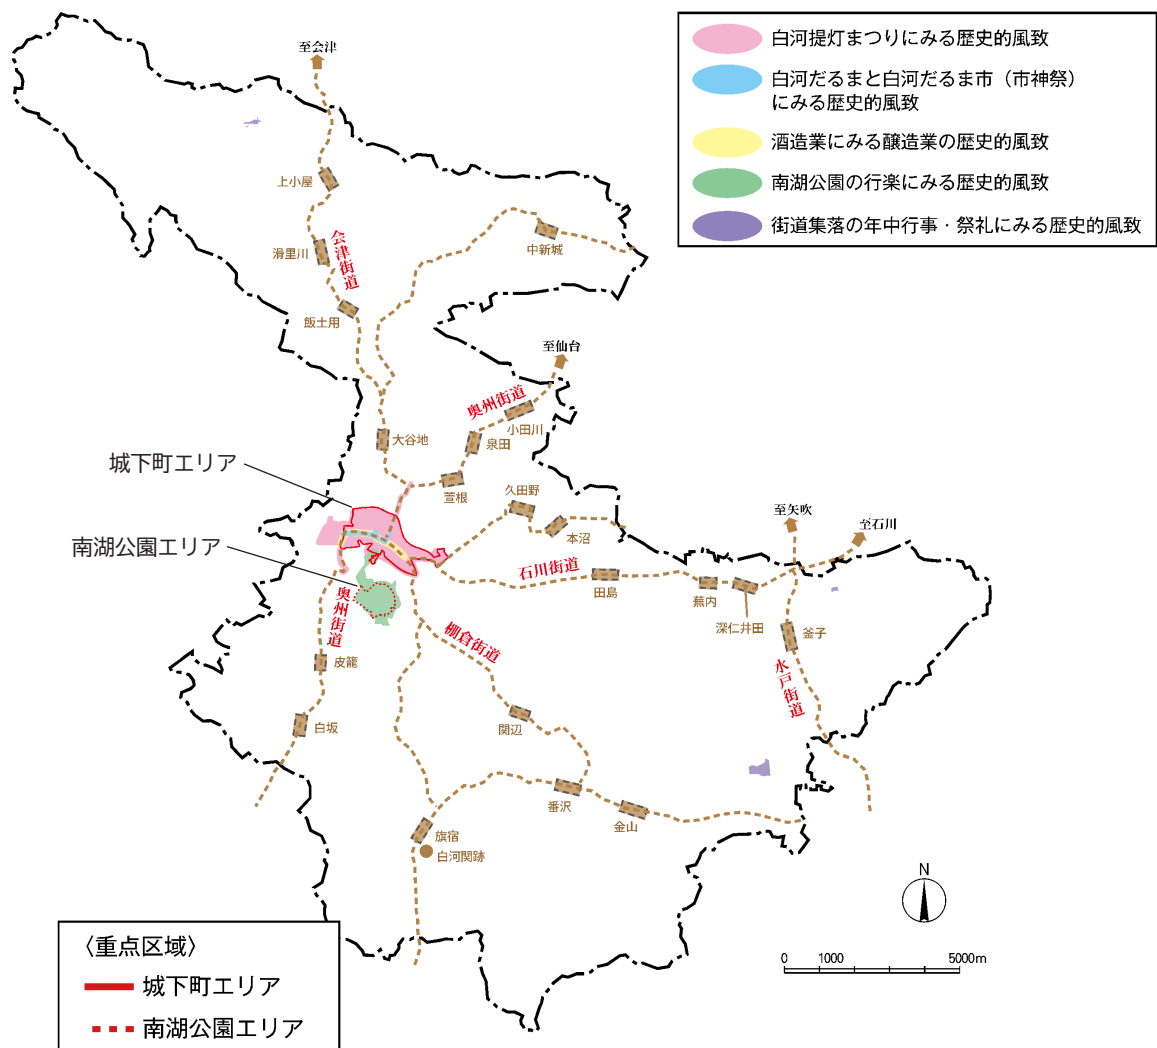 白河提灯まつりにみる歴史的風致
白河だるまと白河だるま市（市神祭）
にみる歴史的風致
酒造業にみる醸造業の歴史的風致
南湖公園の行楽にみる歴史的風致
街道集落の年中行事・祭礼にみる歴史的風致
至会津
上小屋
会津街道
滑里川
中新城
飯土用
至仙台
奥州街道
小田川
泉田
大谷地
城下町エリア
萱根
久田野
本沼
至矢吹
至石川
南湖公園エリア
石川街道
田島
蕪内
深仁井田
釜子
奥州街道
棚倉街道
水戸街道
皮籠
白坂
関辺
番沢
金山
旗宿
白河関跡
N
0 1000 5000m
〈重点区域〉
城下町エリア
南湖公園エリア